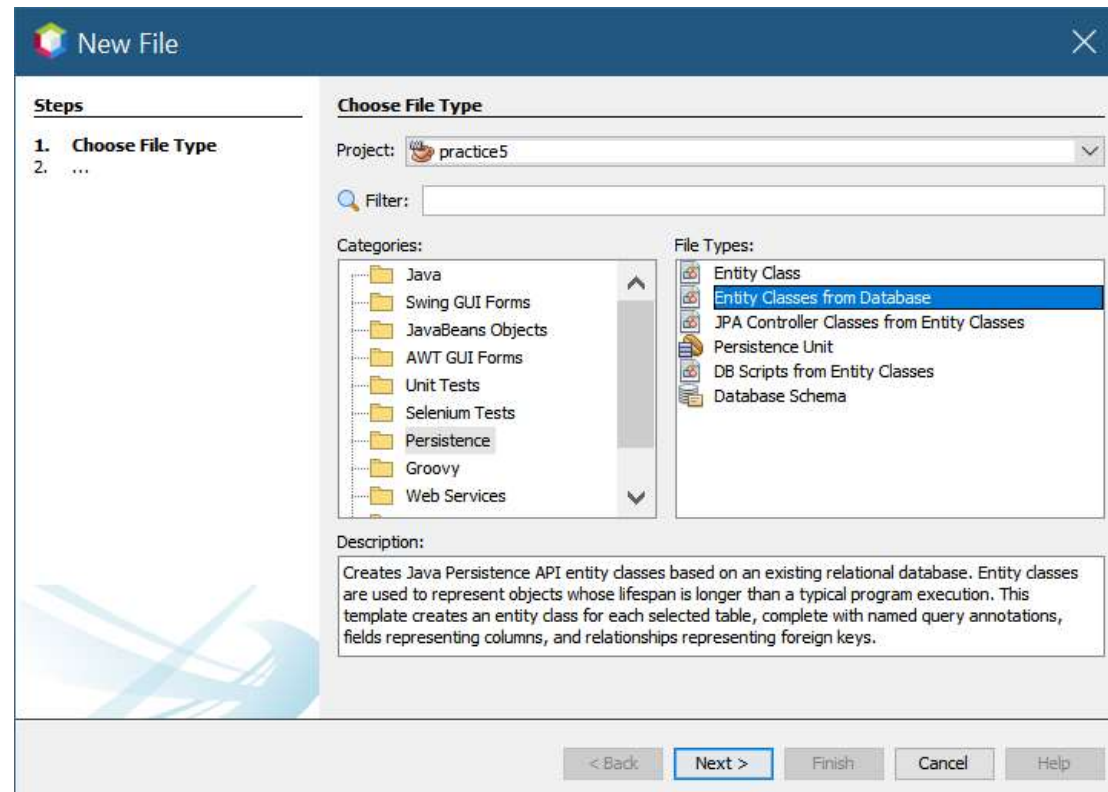 New File
Steps
1. Choose File Type
2. ...
Choose File Type
Project: practice5
Filter:
Categories:
Java
Swing GUI Forms
JavaBeans Objects
AWT GUI Forms
Unit Tests
Selenium Tests
Persistence
Groovy
Web Services
File Types:
Entity Class
Entity Classes from Database
JPA Controller Classes from Entity Classes
Persistence Unit
DB Scripts from Entity Classes
Database Schema
Description:
Creates Java Persistence API entity classes based on an existing relational database. Entity classes
are used to represent objects whose lifespan is longer than a typical program execution. This
template creates an entity class for each selected table, complete with named query annotations,
fields representing columns, and relationships representing foreign keys.
< Back Next > Finish Cancel Help